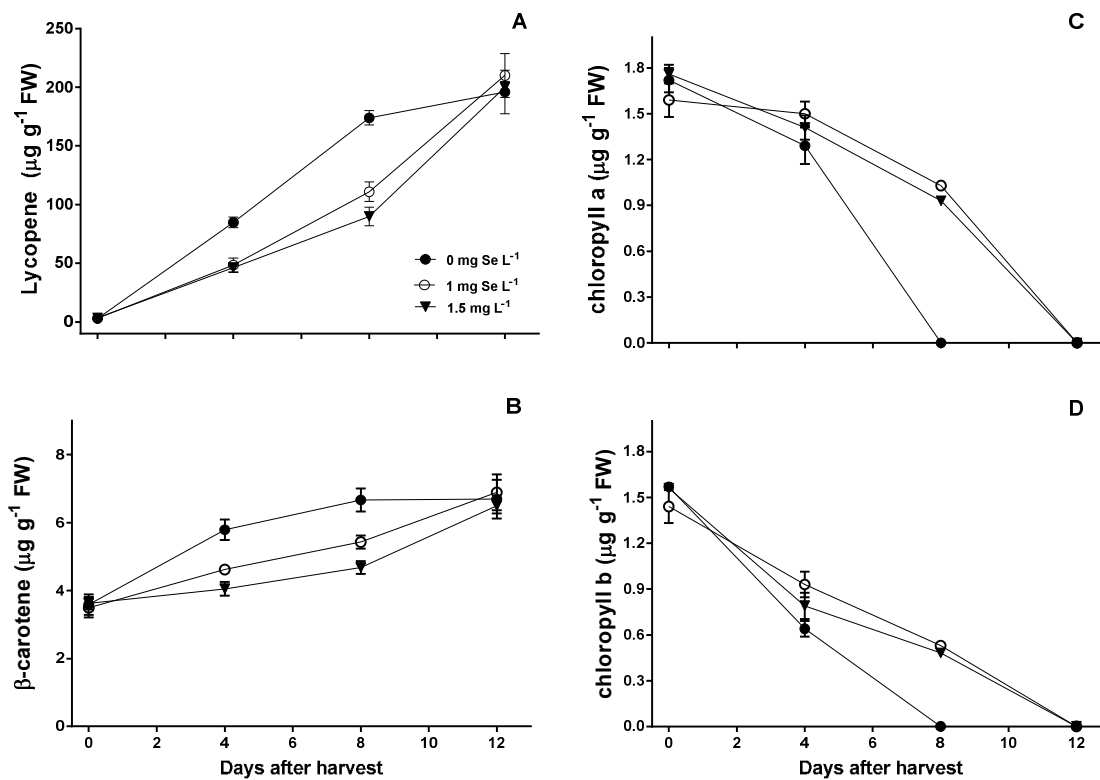 A
250
200
150
100
50
0
Lycopene (µg g-1 FW)
0 mg Se L-1
1 mg Se L-1
1.5 mg L-1
C
1.8
1.5
1.2
0.9
0.6
0.3
0.0
chloropyll a (µg g-1 FW)
B
8
6
4
2
0
β-carotene (µg g-1 FW)
0 2 4 6 8 10 12
Days after harvest
D
1.8
1.5
1.2
0.9
0.6
0.3
0.0
chloropyll b (µg g-1 FW)
0 2 4 6 8 10 12
Days after harvest